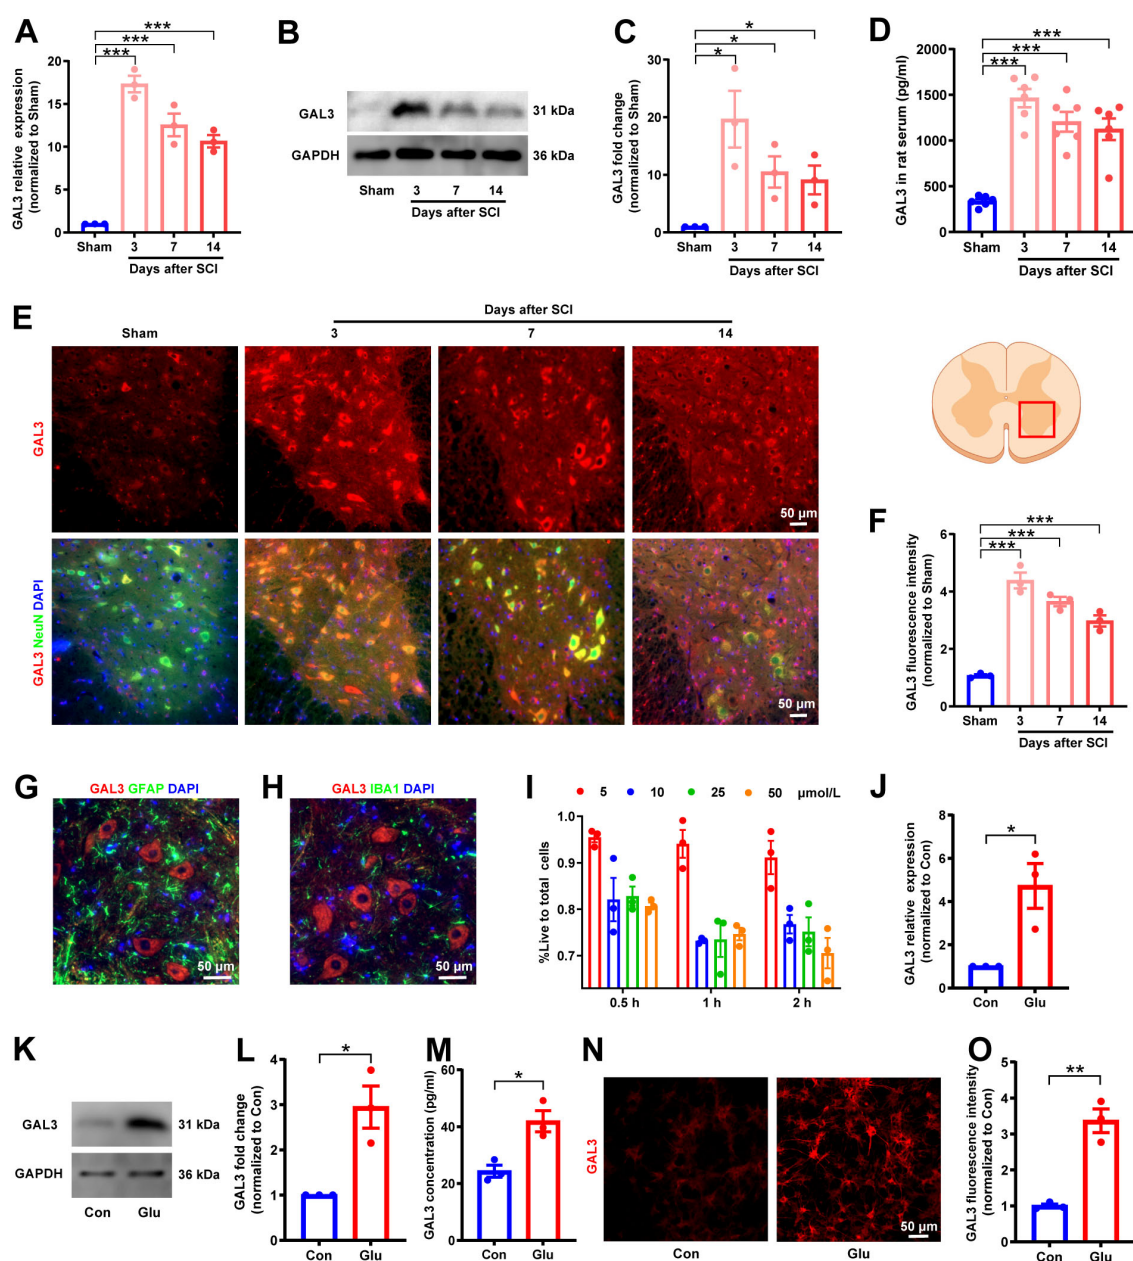 A
GAL3 relative expression
(normalized to Sham)
20
15
10
5
0
***
***
***
Sham
3
7
14
Days after SCI
B
GAL3
31 kDa
GAPDH
36 kDa
Sham
3
7
14
Days after SCI
C
GAL3 fold change
(normalized to Sham)
30
20
10
0
*
*
*
Sham
3
7
14
Days after SCI
D
GAL3 in rat serum (pg/ml)
2000
1500
1000
500
0
***
***
***
Sham
3
7
14
Days after SCI
E
Days after SCI
Sham
3
7
14
GAL3
50 µm
GAL3 NeuN DAPI
50 µm
F
GAL3 fluorescence intensity
(normalized to Sham)
6
4
2
0
***
***
***
Sham
3
7
14
Days after SCI
G
GAL3 GFAP DAPI
50 µm
H
GAL3 IBA1 DAPI
50 µm
I
5
10
25
50
µmol/L
%Live to total cells
1.0
0.9
0.8
0.7
0.5 h
1 h
2 h
J
GAL3 relative expression
(normalized to Con)
8
6
4
2
0
*
Con
Glu
K
GAL3
31 kDa
GAPDH
36 kDa
Con
Glu
L
GAL3 fold change
(normalized to Con)
4
3
2
1
0
*
Con
Glu
M
GAL3 concentration (pg/ml)
60
40
20
0
*
Con
Glu
N
GAL3
50 µm
Con
Glu
O
GAL3 fluorescence intensity
(normalized to Con)
5
4
3
2
1
0
**
Con
Glu